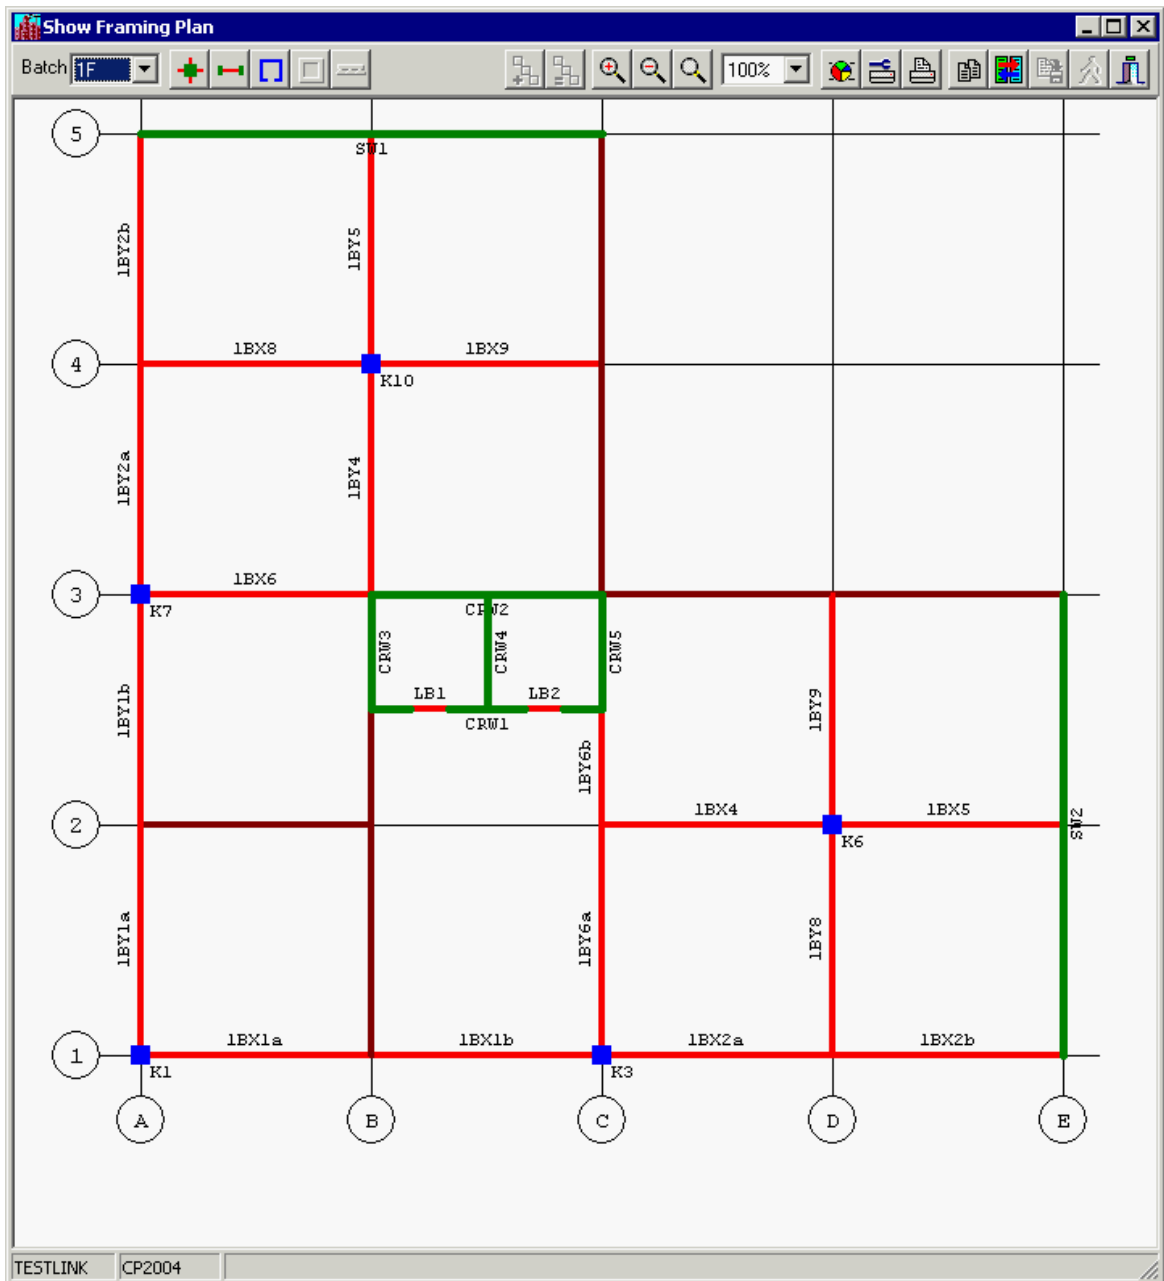 Show Framing Plan
Batch 1F 100%
5
SW1
1BY2b
1BY5
1BX8 1BX9
4
K10
1BY2a
1BY4
1BX6
3
K7
CRW2
CRW3
CRW4
CRW5
LB1 LB2
CRW1
1BY1b
1BY9
1BY6b
1BX4 1BX5
2
SW2
K6
1BY1a
1BY6a
1BY8
1BX1a 1BX1b 1BX2a 1BX2b
1
K1 K3
A B C D E
TESTLINK CP2004